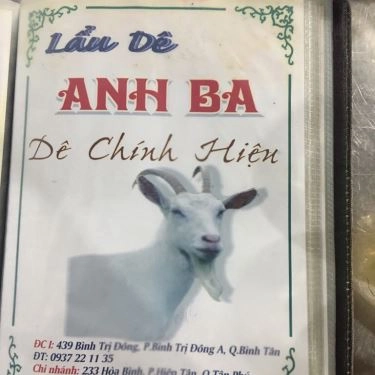 Lẩu Dê
ANH BA
Dê Chính Hiệu
ĐC I: 439 Bình Trị Đông, P.Bình Trị Đông A, Q.Bình Tân
ĐT: 0937 22 11 35
Chi nhánh: 233 Hòa Bình, P.Hiệp Tân, Q.Tân Phú